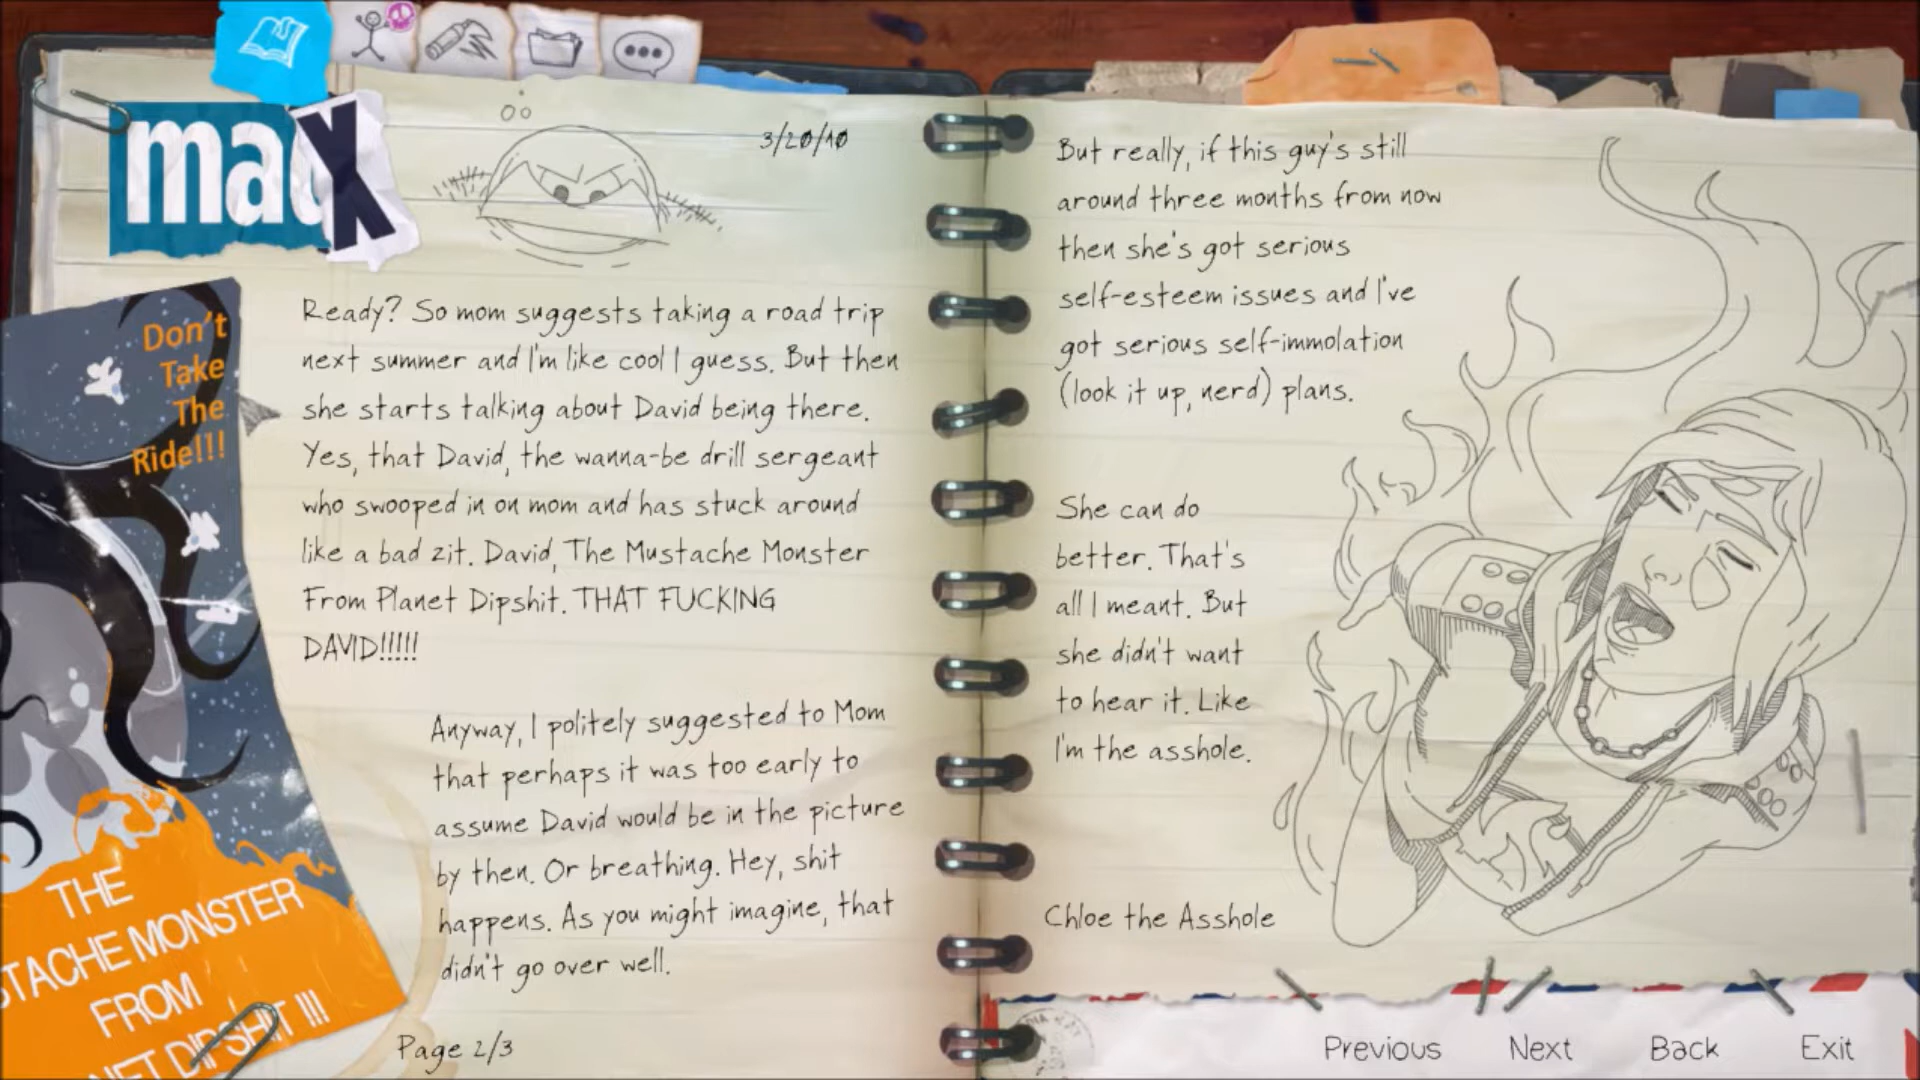 max
3/20/10
Don't
Take
The
Ride!!!
Ready? So mom suggests taking a road trip
next summer and I'm like cool I guess. But then
she starts talking about David being there.
Yes, that David, the wanna-be drill sergeant
who swooped in on mom and has stuck around
like a bad zit. David, The Mustache Monster
From Planet Dipshit. THAT FUCKING
DAVID!!!!!
Anyway, I politely suggested to Mom
that perhaps it was too early to
assume David would be in the picture
by then. Or breathing. Hey, shit
happens. As you might imagine, that
didn't go over well.
THE
STACHE MONSTER
FROM
NET DIPSHIT !!!
Page 2/3
But really, if this guy's still
around three months from now
then she's got serious
self-esteem issues and I've
got serious self-immolation
(look it up, nerd) plans.
She can do
better. That's
all I meant. But
she didn't want
to hear it. Like
I'm the asshole.
Chloe the Asshole
Previous Next Back Exit